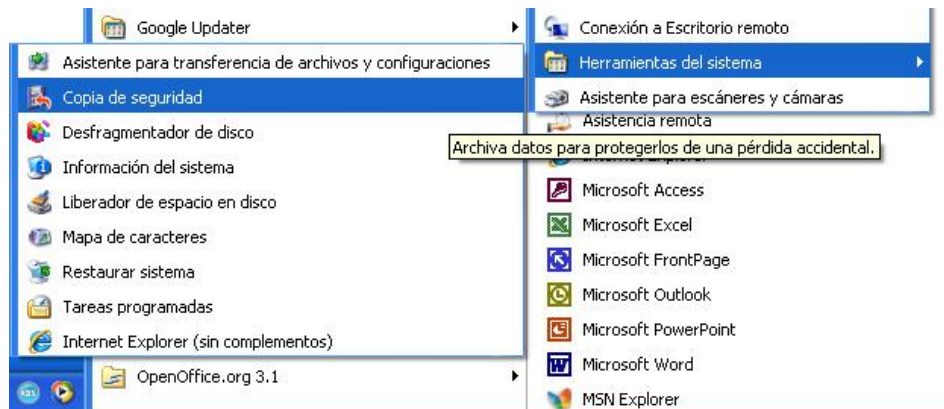 Google Updater
Asistente para transferencia de archivos y configuraciones
Copia de seguridad
Desfragmentador de disco
Información del sistema
Liberador de espacio en disco
Mapa de caracteres
Restaurar sistema
Tareas programadas
Internet Explorer (sin complementos)
OpenOffice.org 3.1
Conexión a Escritorio remoto
Herramientas del sistema
Asistente para escáneres y cámaras
Asistencia remota
Archiva datos para protegerlos de una pérdida accidental.
Internet Explorer
Microsoft Access
Microsoft Excel
Microsoft FrontPage
Microsoft Outlook
Microsoft PowerPoint
Microsoft Word
MSN Explorer